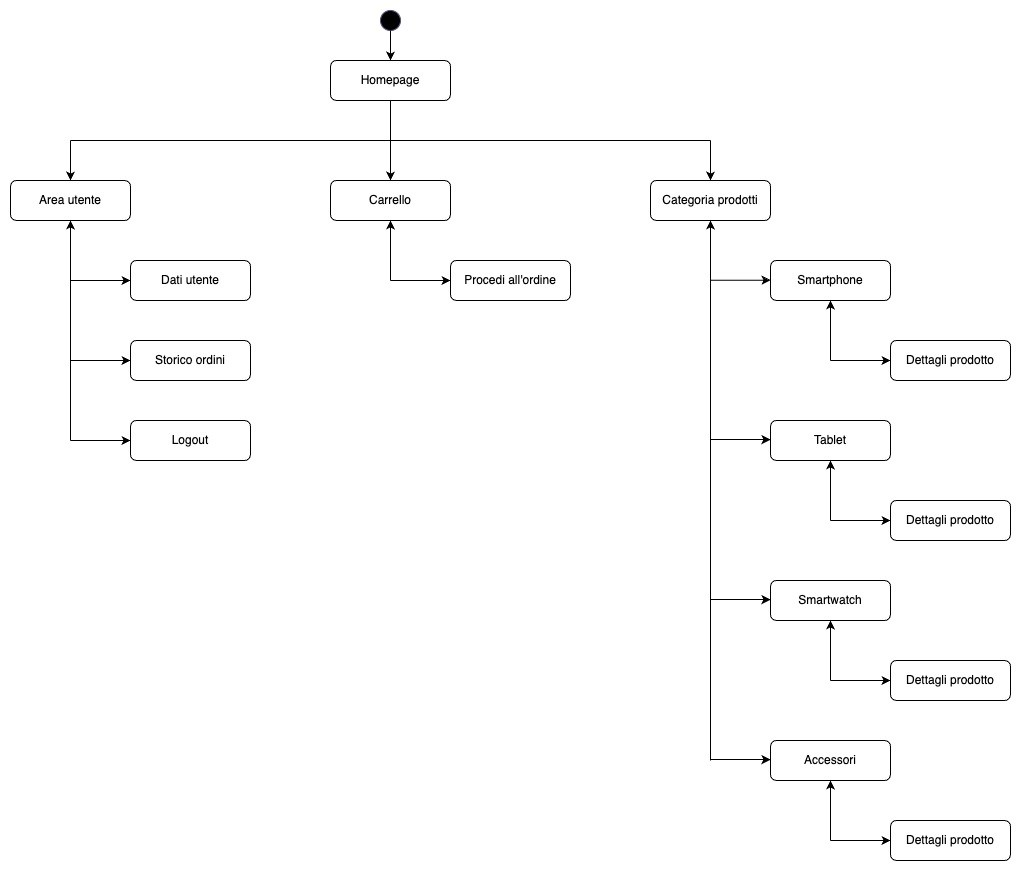 Homepage
Area utente
Carrello
Categoria prodotti
Dati utente
Procedi all'ordine
Smartphone
Storico ordini
Dettagli prodotto
Logout
Tablet
Dettagli prodotto
Smartwatch
Dettagli prodotto
Accessori
Dettagli prodotto